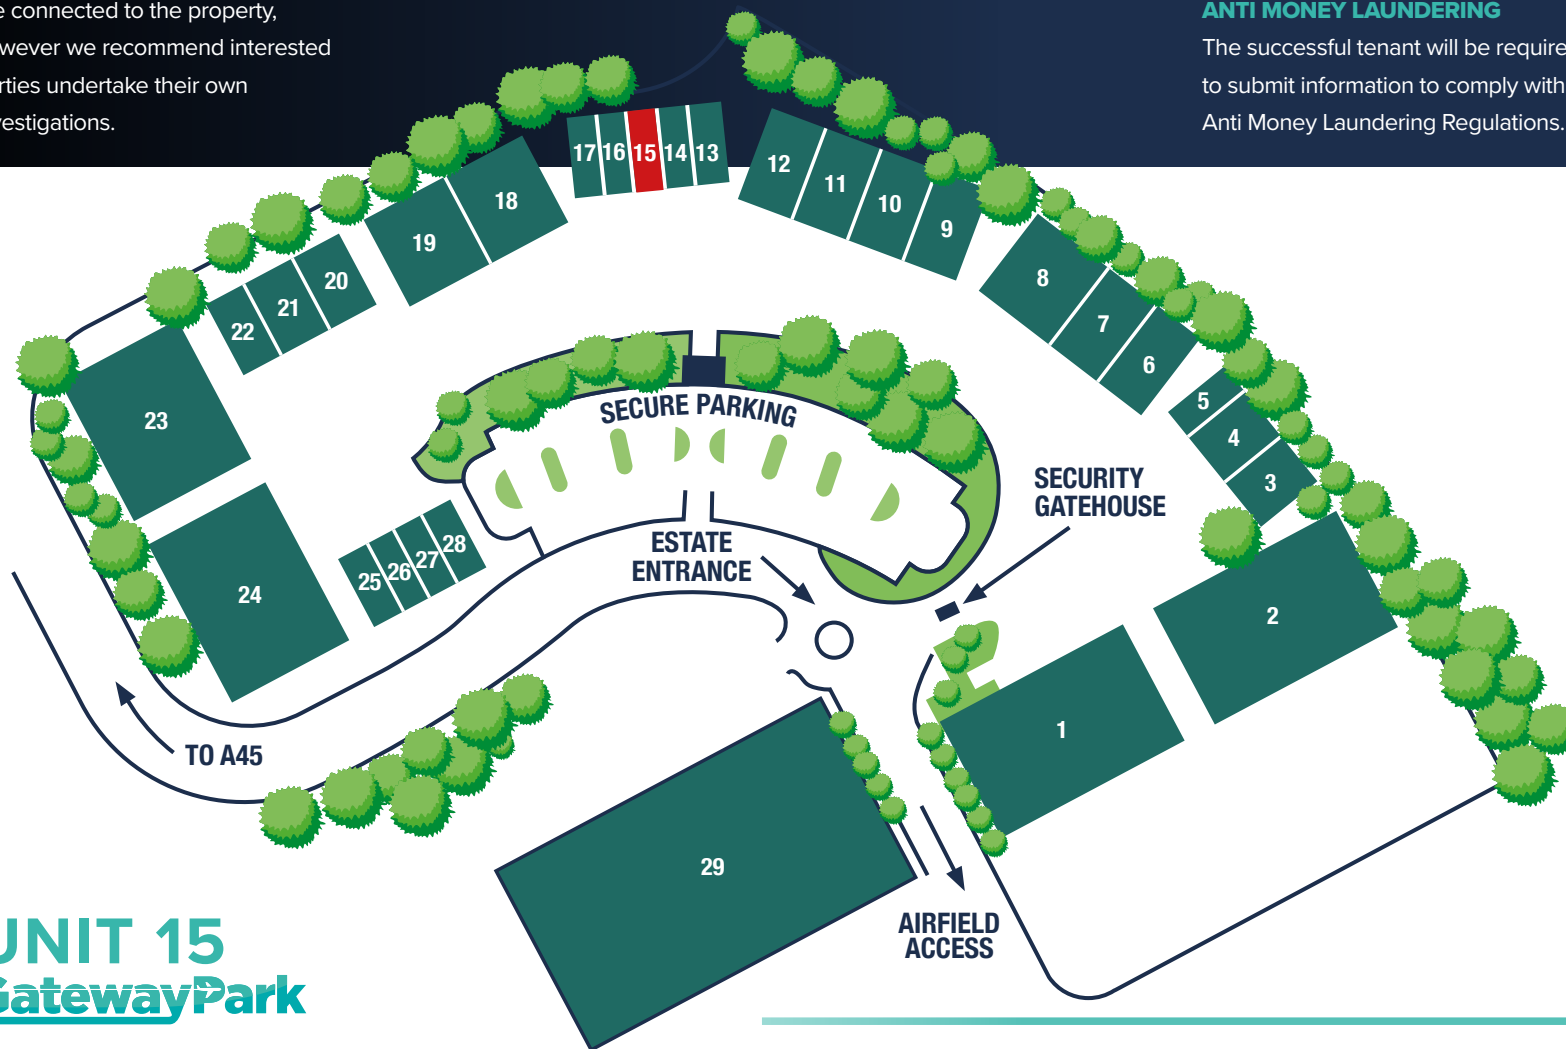 e connected to the property,
wever we recommend interested
rties undertake their own
vestigations.
ANTI MONEY LAUNDERING
The successful tenant will be require
to submit information to comply with
Anti Money Laundering Regulations.
17 16 15 14 13
12
11
10
9
18
19
20
21
22
8
7
6
5
4
3
23
24
25 26 27 28
SECURE PARKING
SECURITY
GATEHOUSE
ESTATE
ENTRANCE
2
1
TO A45
29
AIRFIELD
ACCESS
UNIT 15
GatewayPark